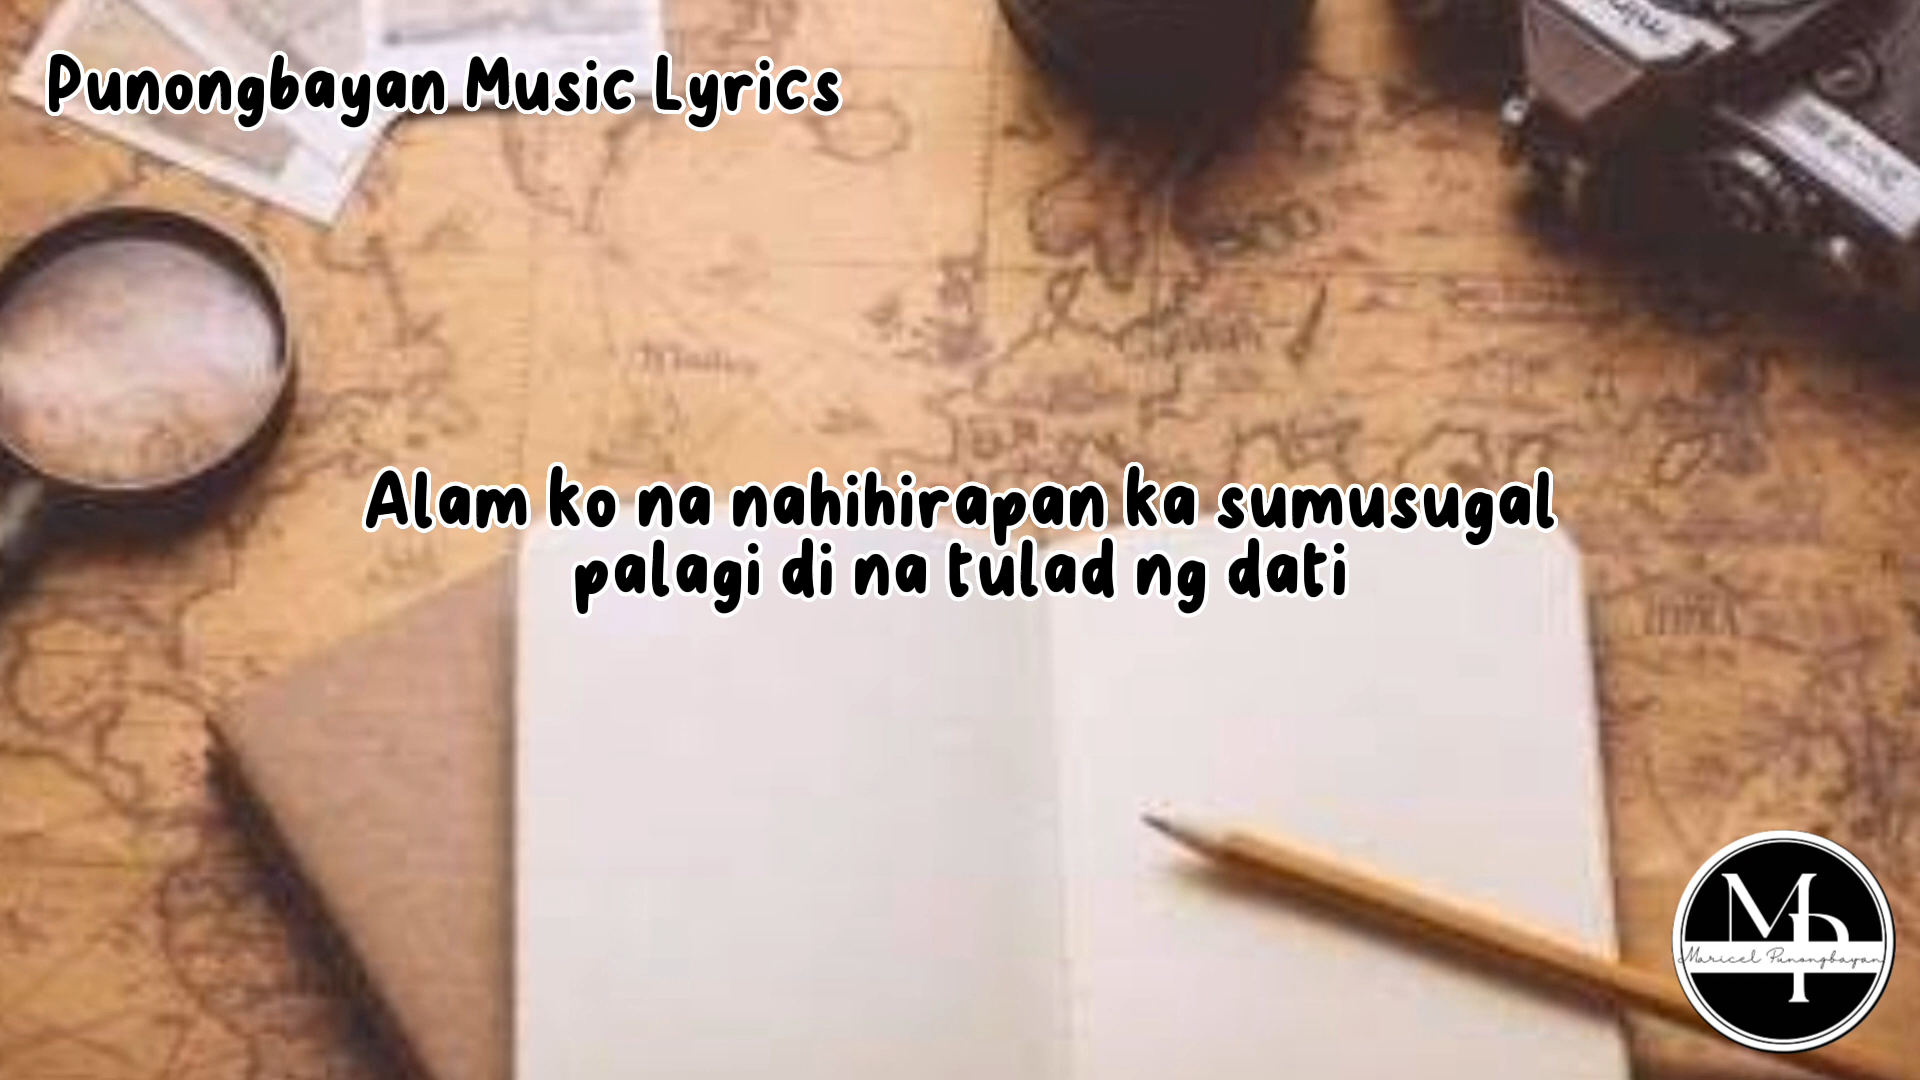 Punongbayan Music Lyrics
Alam ko na nahihirapan ka sumusugal
palagi di na tulad ng dati
MP
Maricel Punongbayan